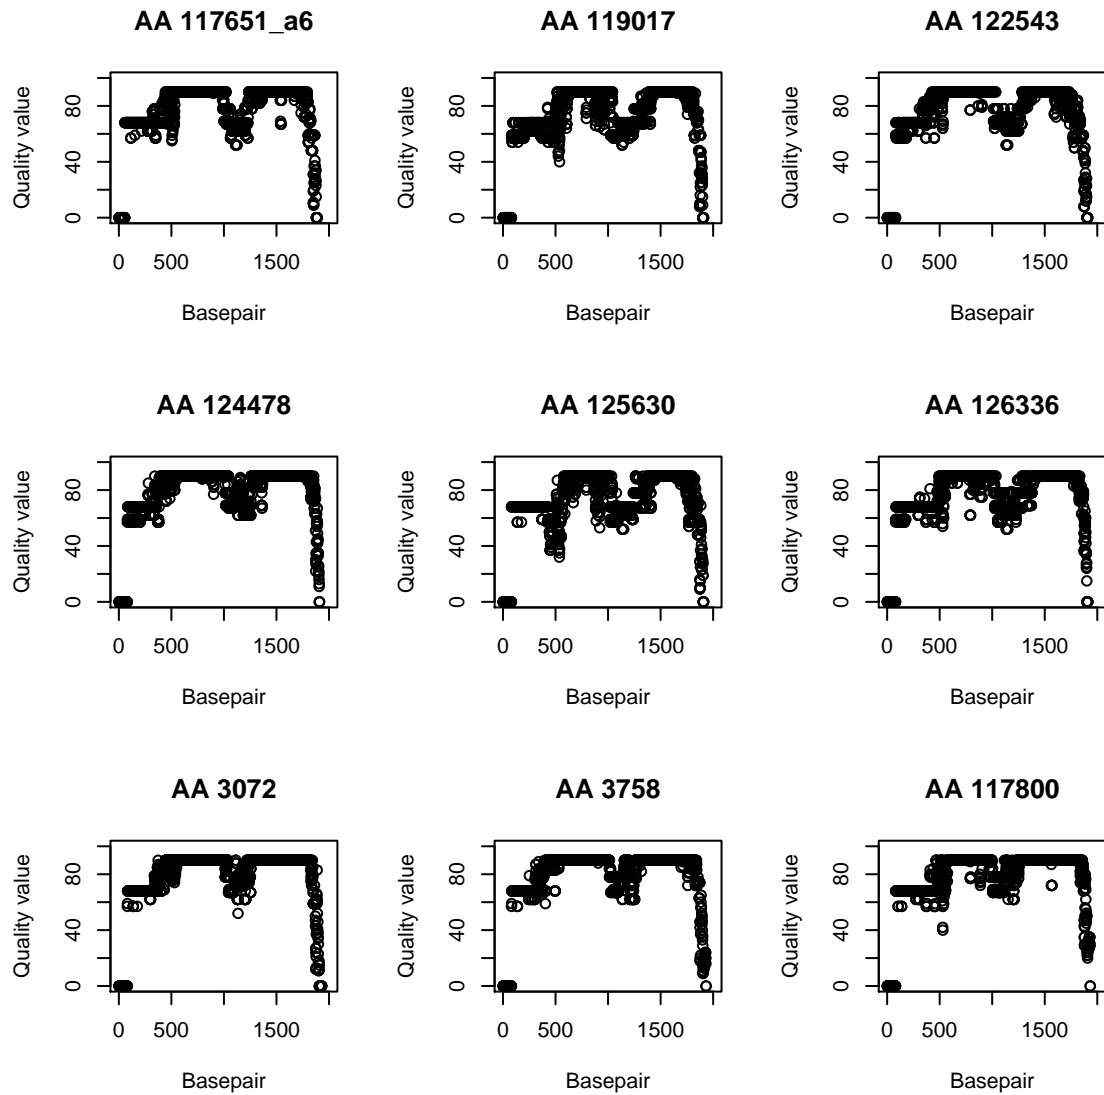 AA 117651_a6 AA 119017 AA 122543
Quality value 0 40 80 Quality value 0 40 80 Quality value 0 40 80
0 500 1500 0 500 1500 0 500 1500
Basepair Basepair Basepair
AA 124478 AA 125630 AA 126336
Quality value 0 40 80 Quality value 0 40 80 Quality value 0 40 80
0 500 1500 0 500 1500 0 500 1500
Basepair Basepair Basepair
AA 3072 AA 3758 AA 117800
Quality value 0 40 80 Quality value 0 40 80 Quality value 0 40 80
0 500 1500 0 500 1500 0 500 1500
Basepair Basepair Basepair